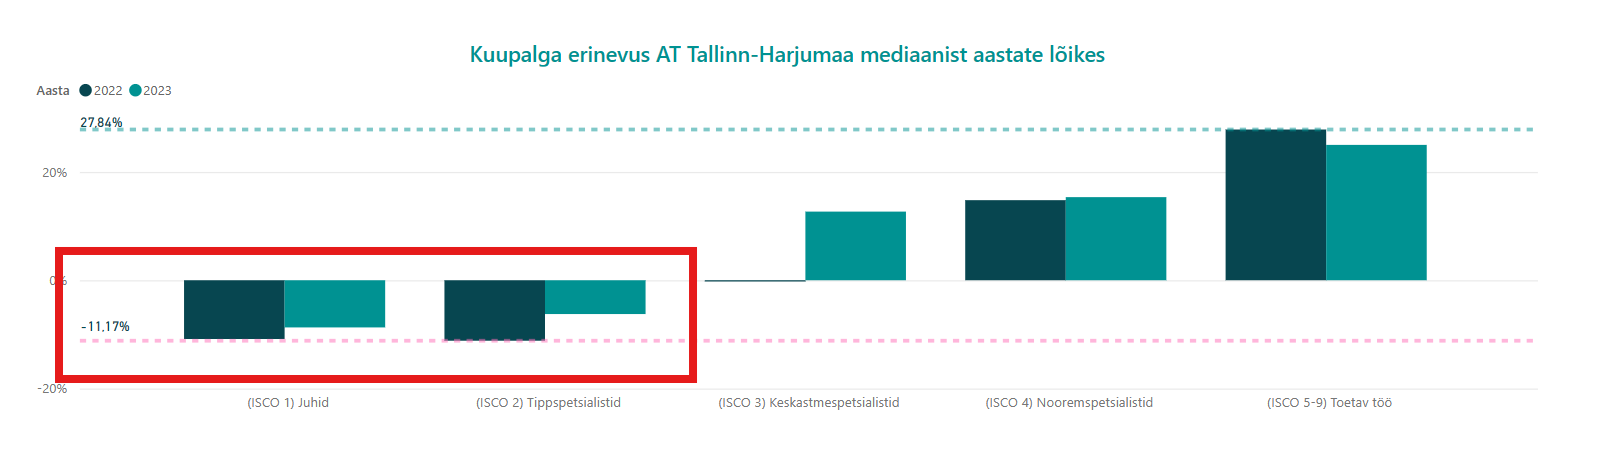 Kuupalga erinevus AT Tallinn-Harjumaa mediaanist aastate lõikes
Aasta 2022 2023
27,84%
20%
0%
-11,17%
-20%
(ISCO 1) Juhid (ISCO 2) Tippspetsialistid (ISCO 3) Keskastmespetsialistid (ISCO 4) Nooremspetsialistid (ISCO 5-9) Toetav töö